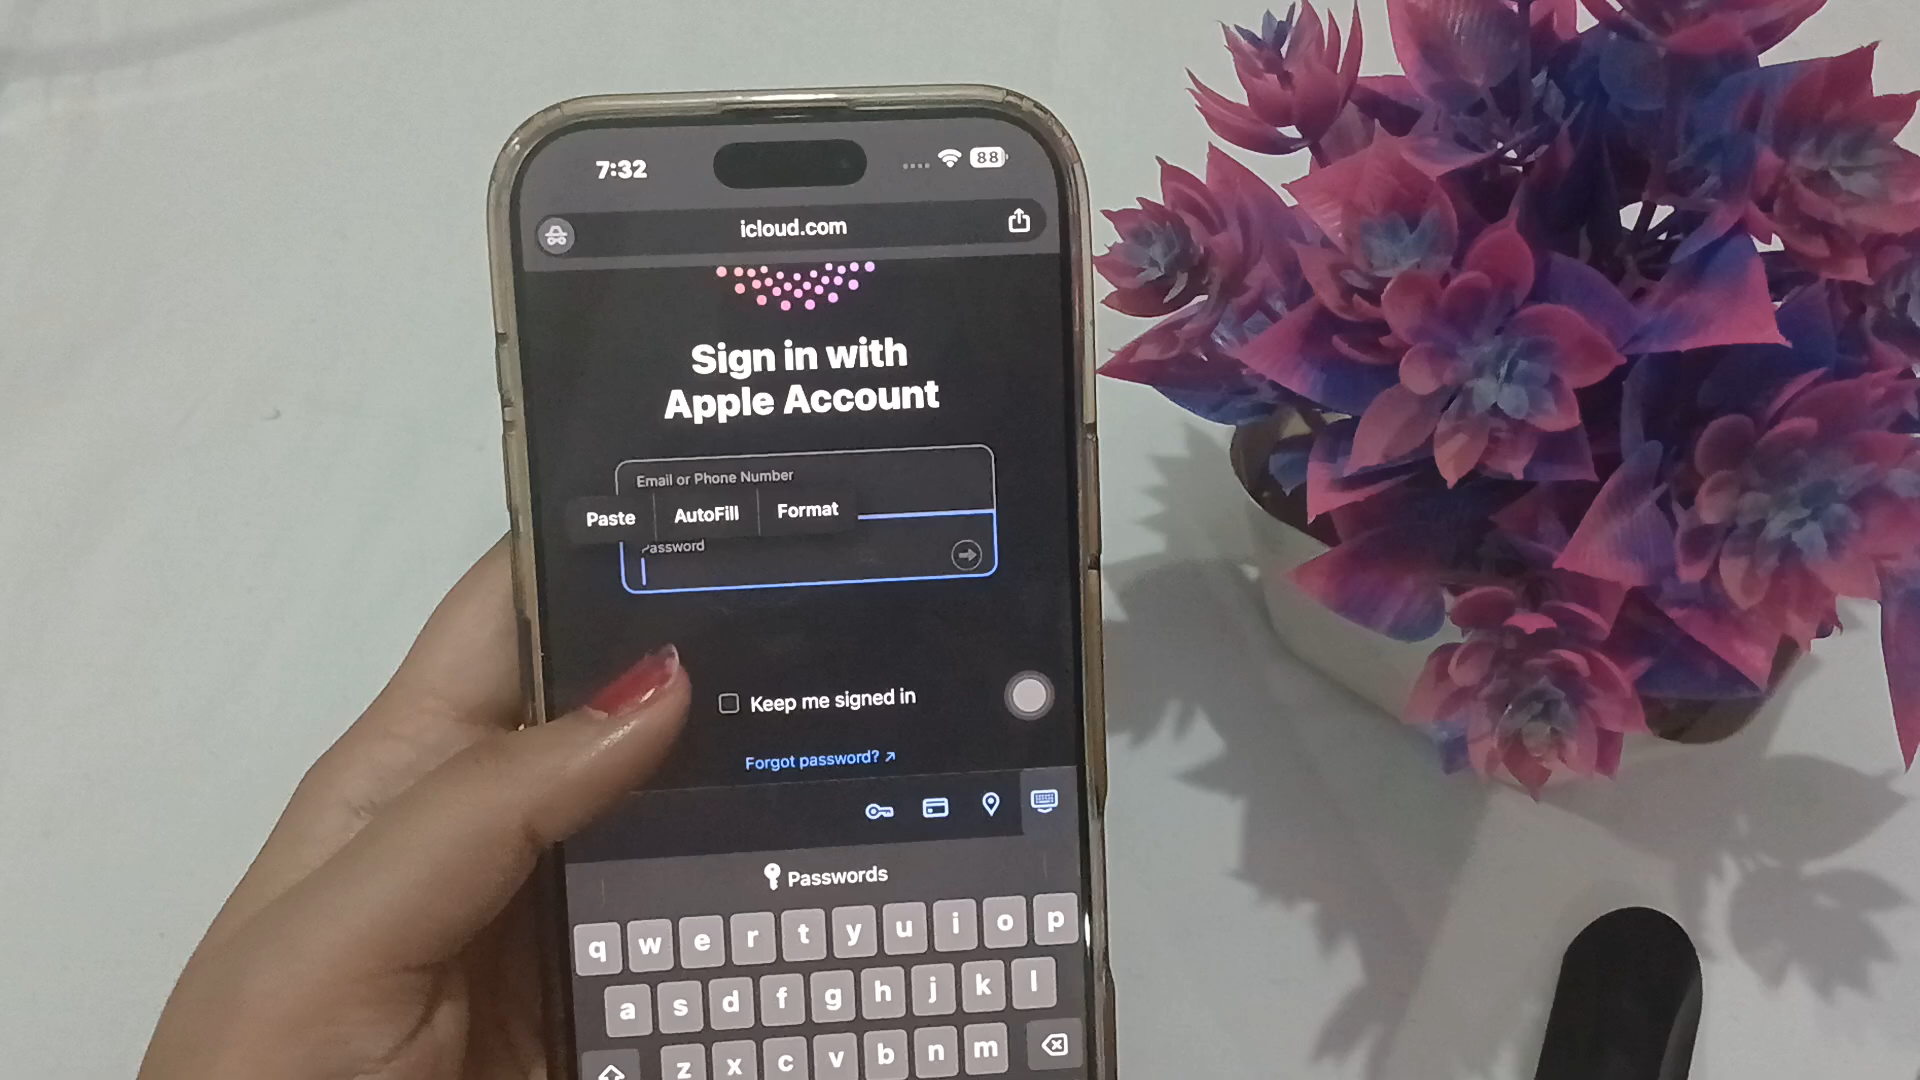 7:32
88
icloud.com
Sign in with
Apple Account
Email or Phone Number
Paste AutoFill Format
Password
Keep me signed in
Forgot password? ↗
Passwords
q w e r t y u i o p
a s d f g h j k l
z x c v b n m